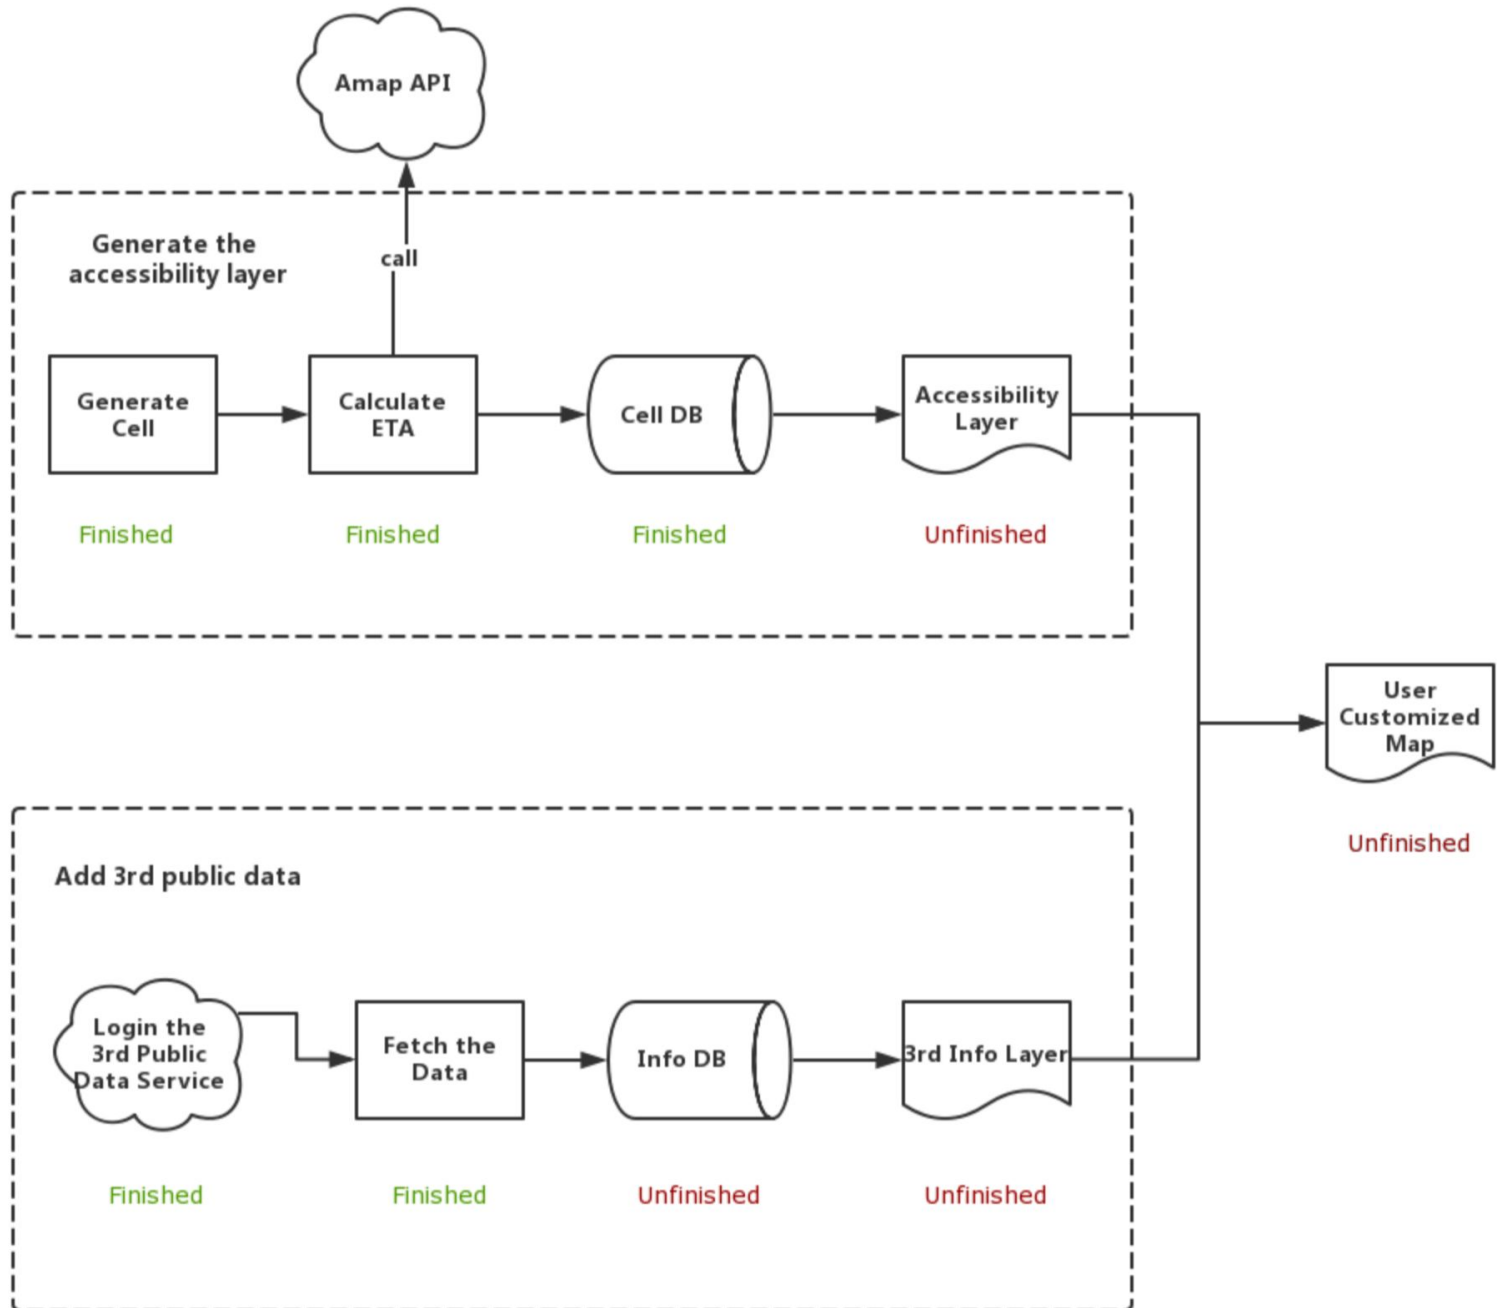 Amap API
Generate the
accessibility layer
call
Generate
Cell
Calculate
ETA
Cell DB
Accessibility
Layer
Finished
Finished
Finished
Unfinished
User
Customized
Map
Unfinished
Add 3rd public data
Login the
3rd Public
Data Service
Fetch the
Data
Info DB
3rd Info Layer
Finished
Finished
Unfinished
Unfinished